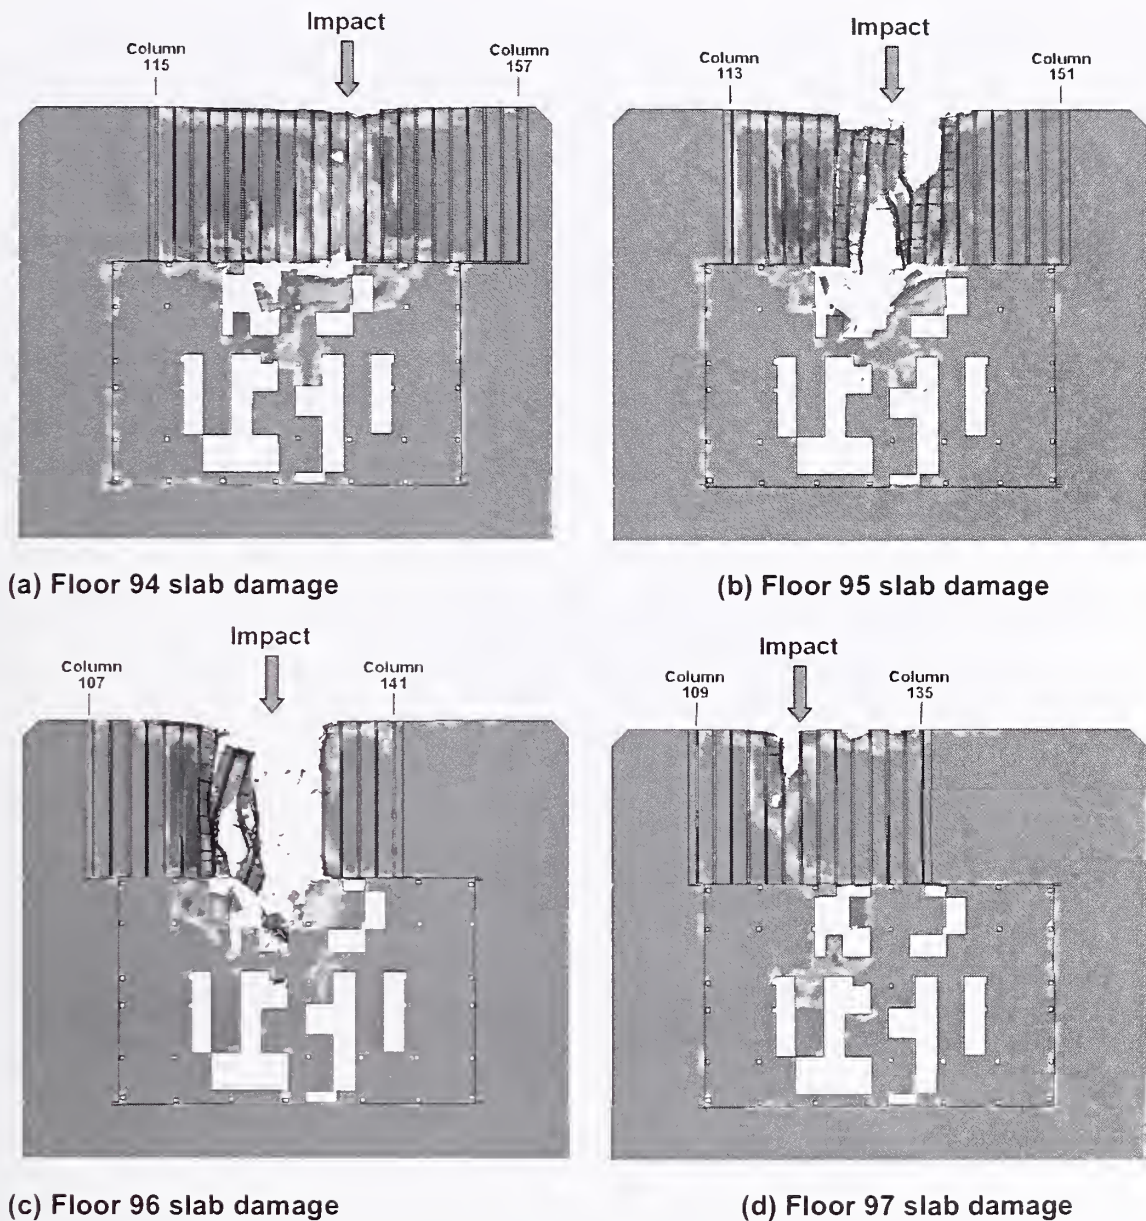 Impact
Column
115
Column
157
(a) Floor 94 slab damage
Impact
Column
113
Column
151
(b) Floor 95 slab damage
Impact
Column
107
Column
141
(c) Floor 96 slab damage
Impact
Column
109
Column
135
(d) Floor 97 slab damage